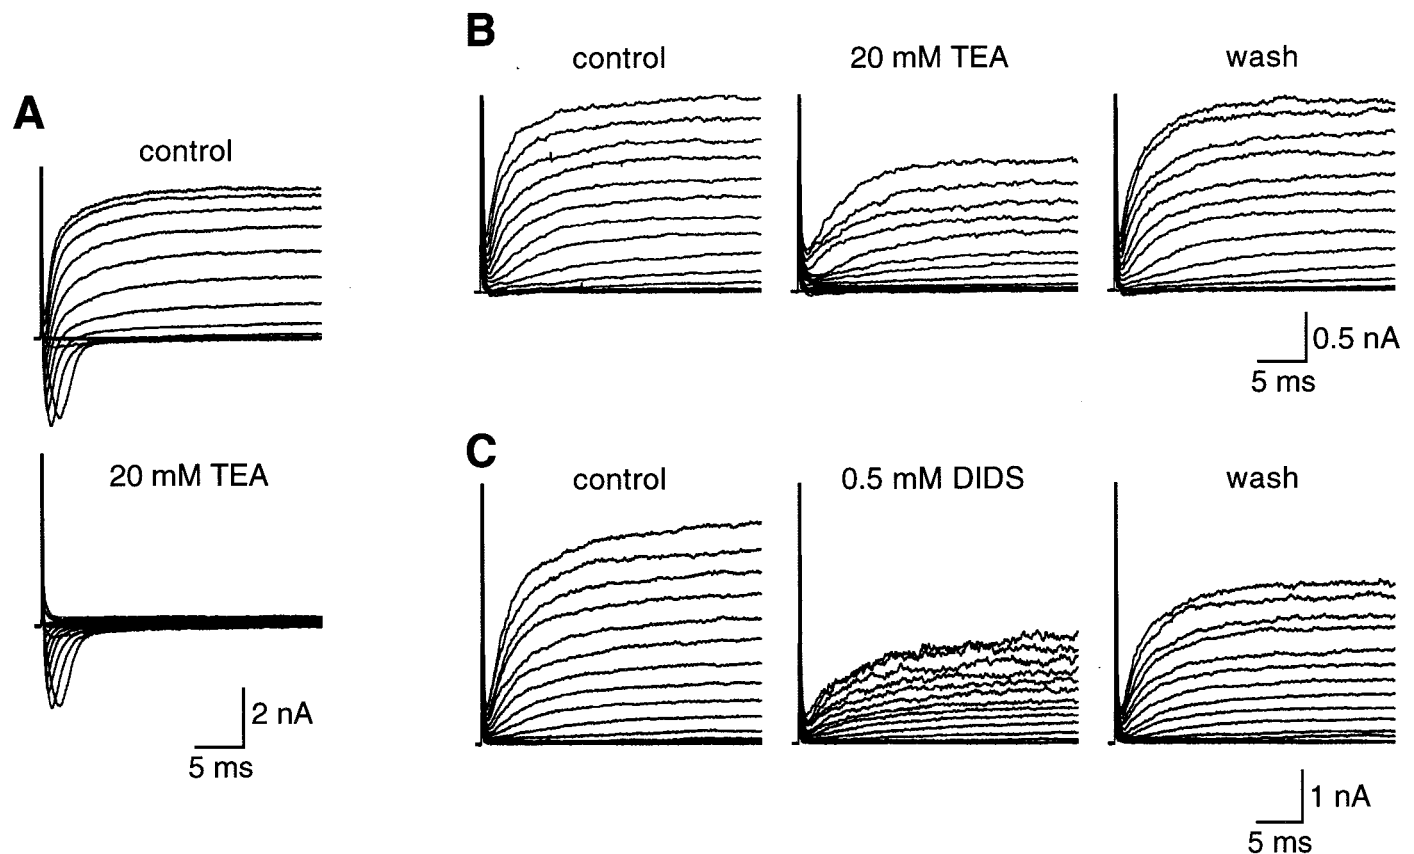 A
control
20 mM TEA
2 nA
5 ms
B
control
20 mM TEA
wash
0.5 nA
5 ms
C
control
0.5 mM DIDS
wash
1 nA
5 ms